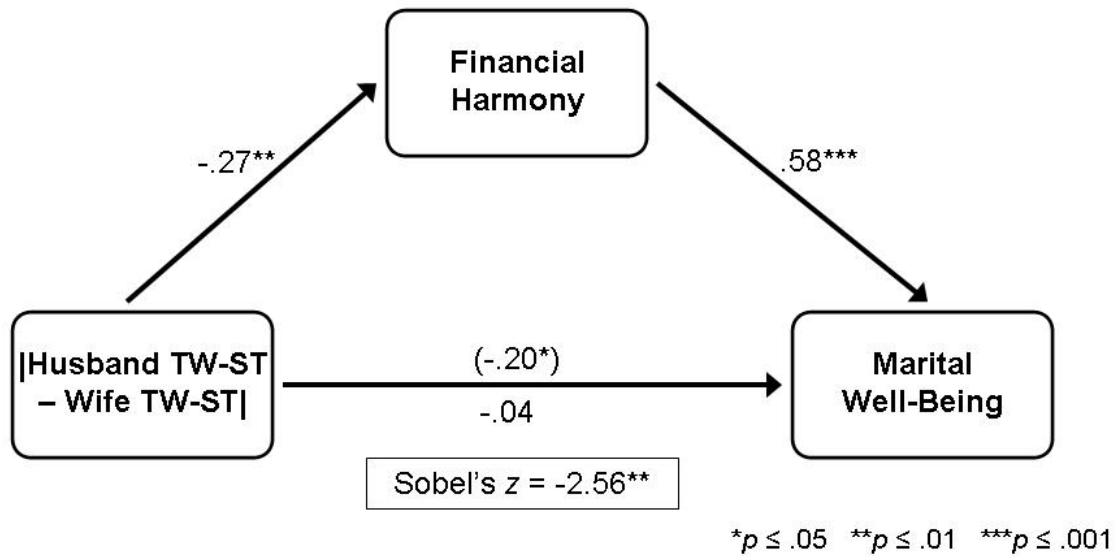 Financial
Harmony
-.27**
.58***
|Husband TW-ST
– Wife TW-ST|
(-.20*)
-.04
Marital
Well-Being
Sobel’s z = -2.56**
*p ≤ .05 **p ≤ .01 ***p ≤ .001